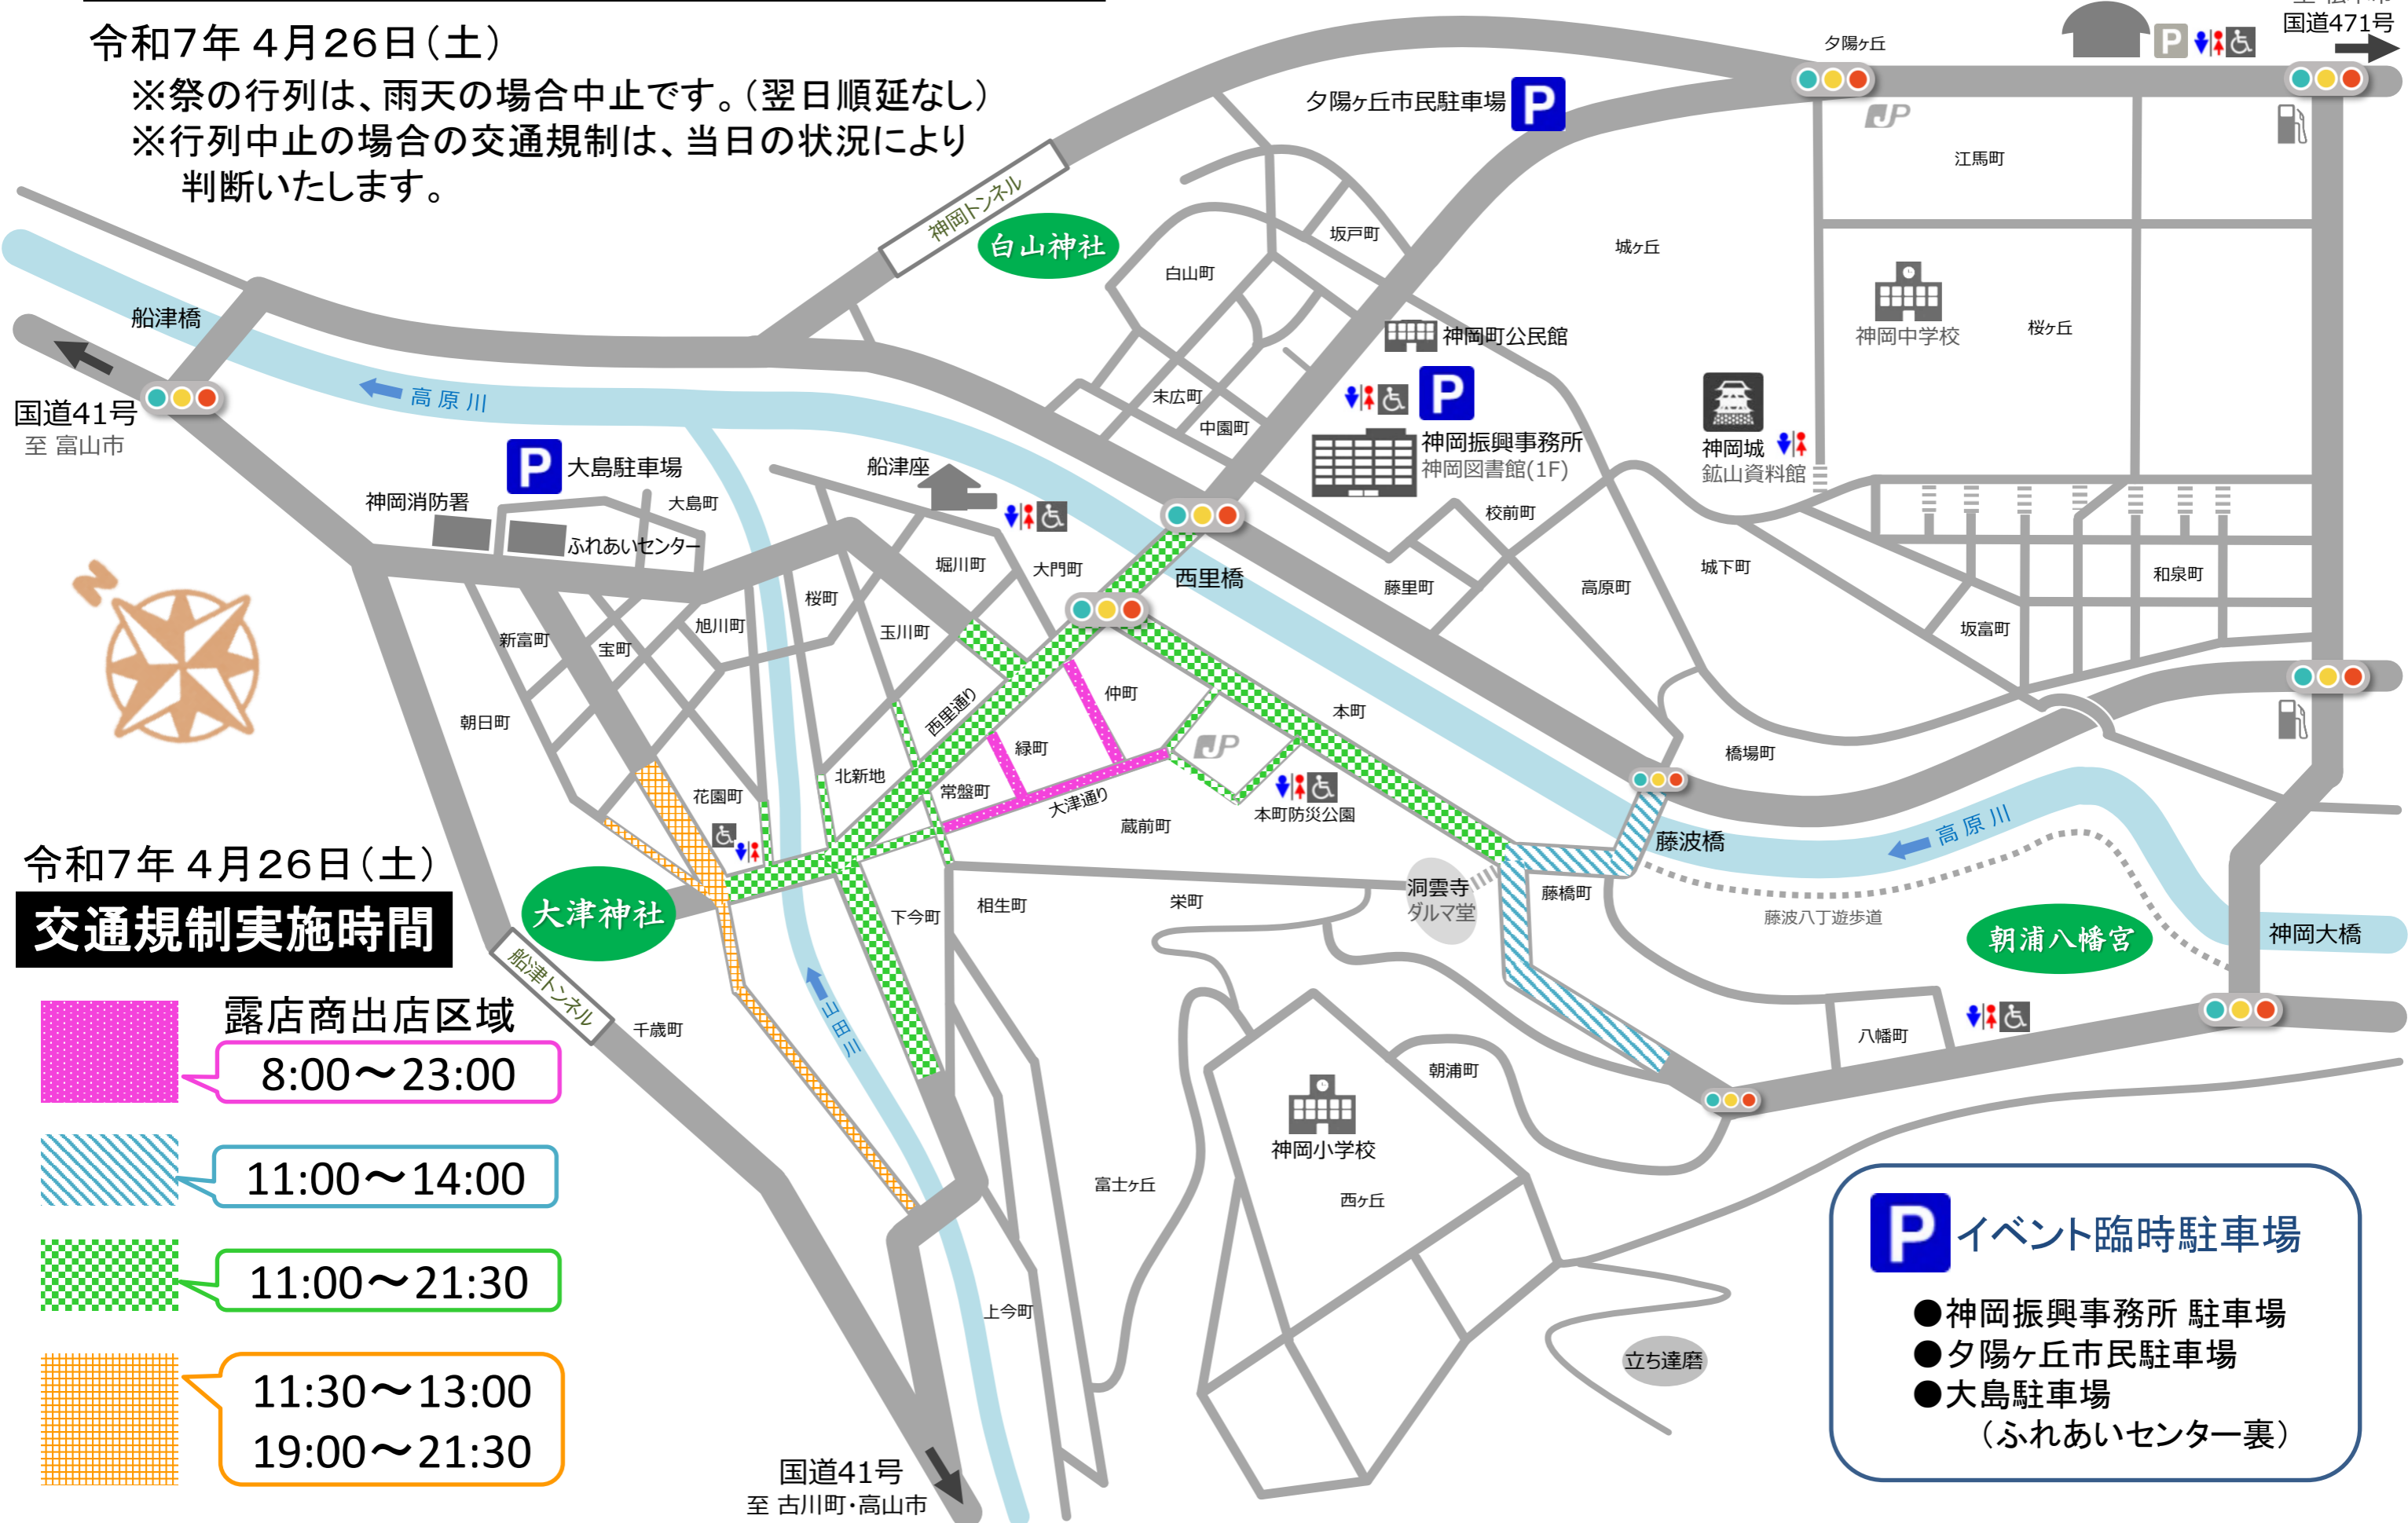 令和7年 4月26日(土)
※祭の行列は、雨天の場合中止です。(翌日順延なし)
※行列中止の場合の交通規制は、当日の状況により
判断いたします。
国道471号
夕陽ヶ丘
P
夕陽ヶ丘市民駐車場
P
JP
江馬町
神岡トンネル
白山神社
坂戸町
城ヶ丘
白山町
神岡中学校
桜ヶ丘
船津橋
神岡町公民館
高原川
国道41号
至 富山市
末広町
中園町
P
神岡振興事務所
神岡図書館(1F)
神岡城
鉱山資料館
P
大島駐車場
船津座
神岡消防署
大島町
ふれあいセンター
校前町
堀川町
大門町
西里橋
藤里町
高原町
城下町
和泉町
桜町
旭川町
玉川町
新富町
宝町
坂富町
N
朝日町
西里通り
仲町
本町
緑町
JP
橋場町
北新地
常盤町
大津通り
花園町
蔵前町
本町防災公園
藤波橋
高原川
令和7年 4月26日(土)
交通規制実施時間
大津神社
下今町
相生町
栄町
洞雲寺
ダルマ堂
藤橋町
藤波八丁遊歩道
朝浦八幡宮
神岡大橋
船津トンネル
山田川
千歳町
八幡町
露店商出店区域
8:00～23:00
朝浦町
神岡小学校
11:00～14:00
富士ヶ丘
西ヶ丘
11:00～21:30
上今町
立ち達磨
11:30～13:00
19:00～21:30
国道41号
至 古川町・高山市
P
イベント臨時駐車場
●神岡振興事務所 駐車場
●夕陽ヶ丘市民駐車場
●大島駐車場
(ふれあいセンター裏)